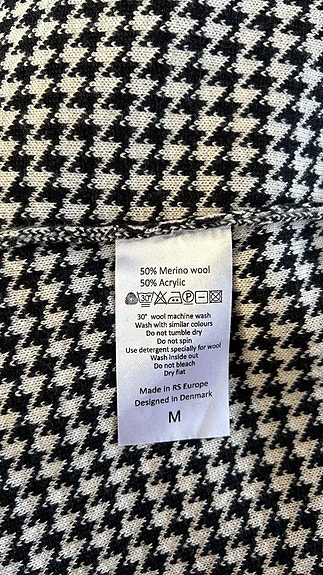 50% Merino wool
50% Acrylic
30°
P
30° wool machine wash
Wash with similar colours
Do not tumble dry
Do not spin
Use detergent specially for wool
Wash inside out
Do not bleach
Dry flat
Made in RS Europe
Designed in Denmark
M